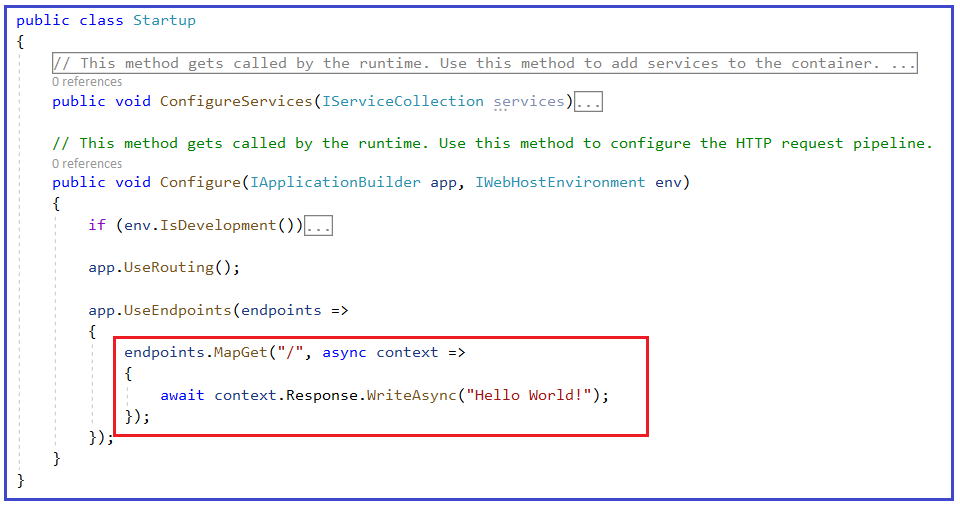 public class Startup
{
// This method gets called by the runtime. Use this method to add services to the container. ...
0 references
public void ConfigureServices(IServiceCollection services)...
// This method gets called by the runtime. Use this method to configure the HTTP request pipeline.
0 references
public void Configure(IApplicationBuilder app, IWebHostEnvironment env)
{
if (env.IsDevelopment())...
app.UseRouting();
app.UseEndpoints(endpoints =>
{
endpoints.MapGet("/", async context =>
{
await context.Response.WriteAsync("Hello World!");
});
});
}
}